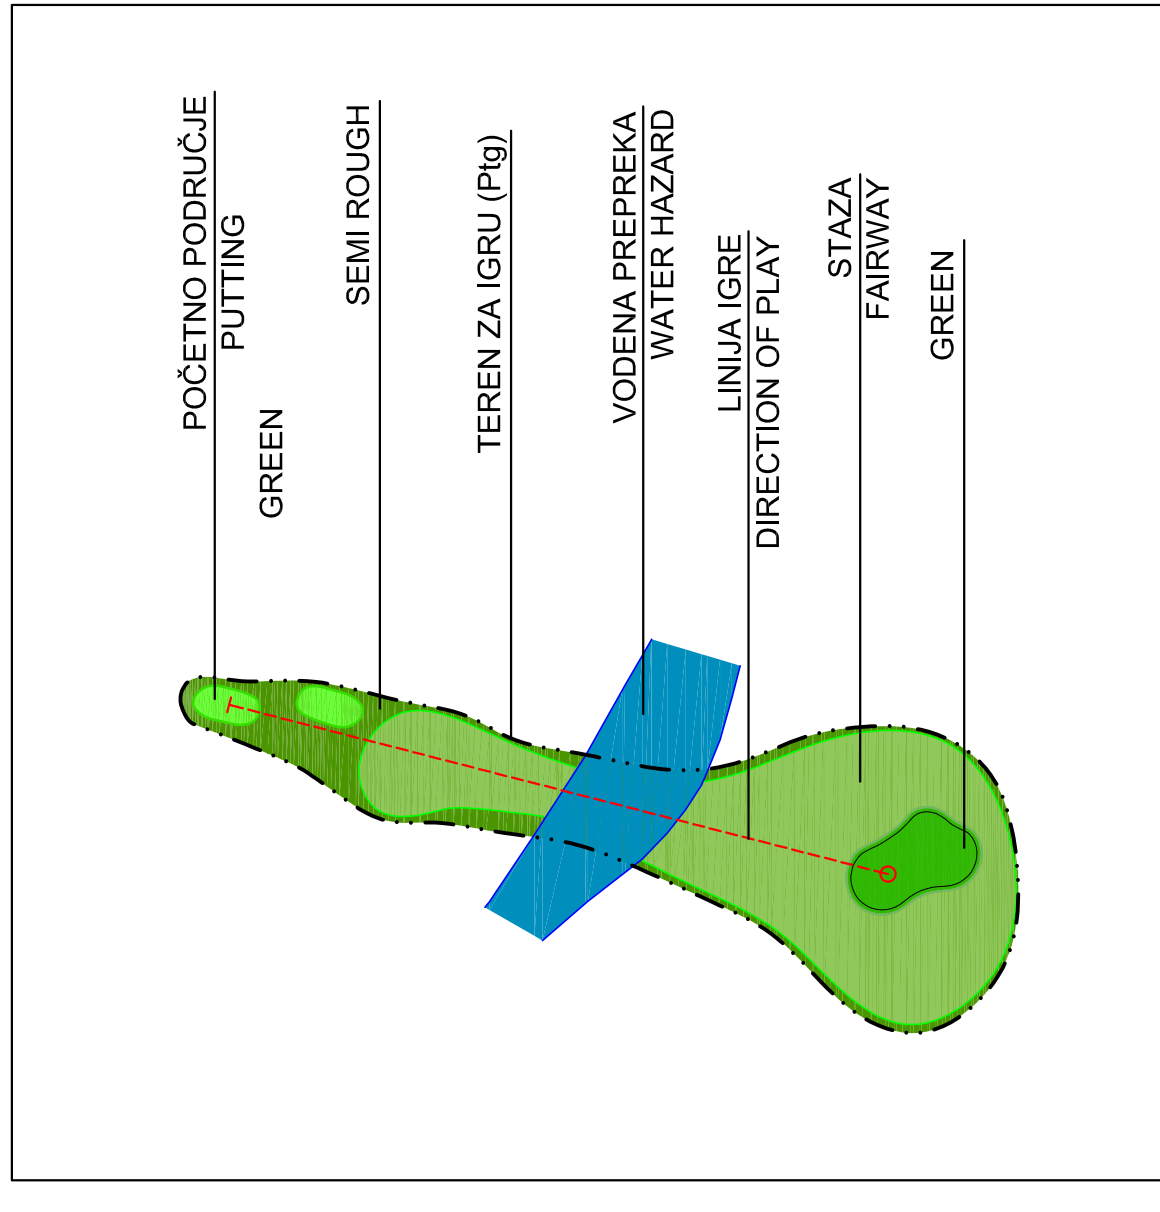 POČETNO PODRUČJE
PUTTING
GREEN
SEMI ROUGH
TEREN ZA IGRU (Ptg)
VODENA PREPREKA
WATER HAZARD
LINIJA IGRE
DIRECTION OF PLAY
STAZA
FAIRWAY
GREEN